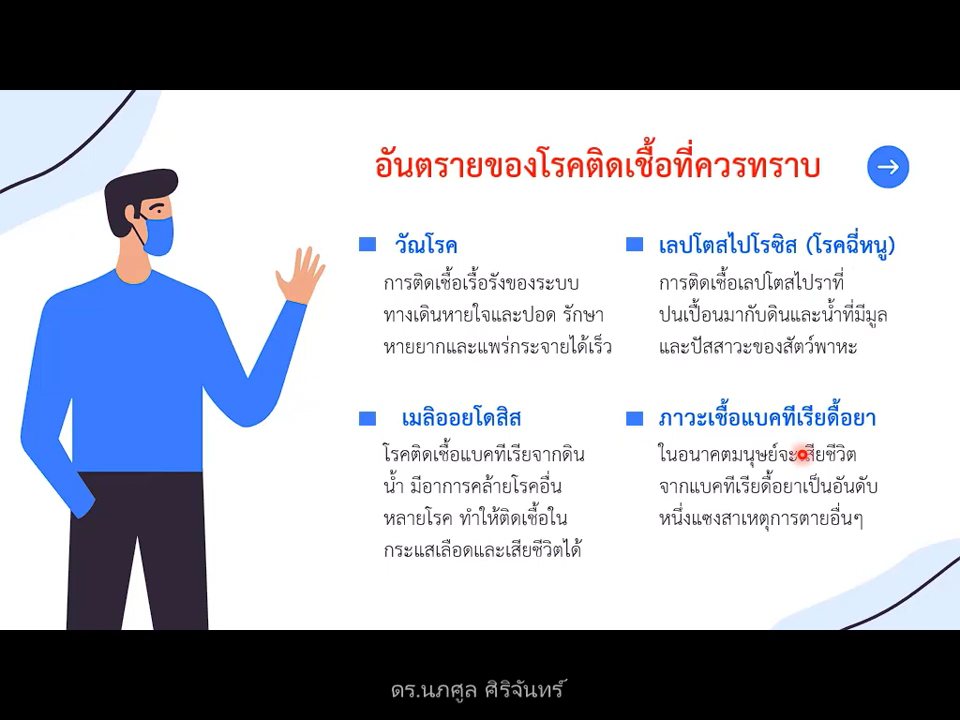 อันตรายของโรคติดเชื้อที่ควรทราบ
วัณโรค
การติดเชื้อเรื้อรังของระบบ
ทางเดินหายใจและปอด รักษา
หายยากและแพร่กระจายได้เร็ว
เลปโตสไปโรซิส (โรคฉี่หนู)
การติดเชื้อเลปโตสไปราที่
ปนเปื้อนมากับดินและน้ำที่มีมูล
และปัสสาวะของสัตว์พาหะ
เมลิออยโดสิส
โรคติดเชื้อแบคทีเรียจากดิน
น้ำ มีอาการคล้ายโรคอื่น
หลายโรค ทำให้ติดเชื้อใน
กระแสเลือดและเสียชีวิตได้
ภาวะเชื้อแบคทีเรียดื้อยา
ในอนาคตมนุษย์จะเสียชีวิต
จากแบคทีเรียดื้อยาเป็นอันดับ
หนึ่งแซงสาเหตุการตายอื่นๆ
ดร.นภศูล ศิริจันทร์